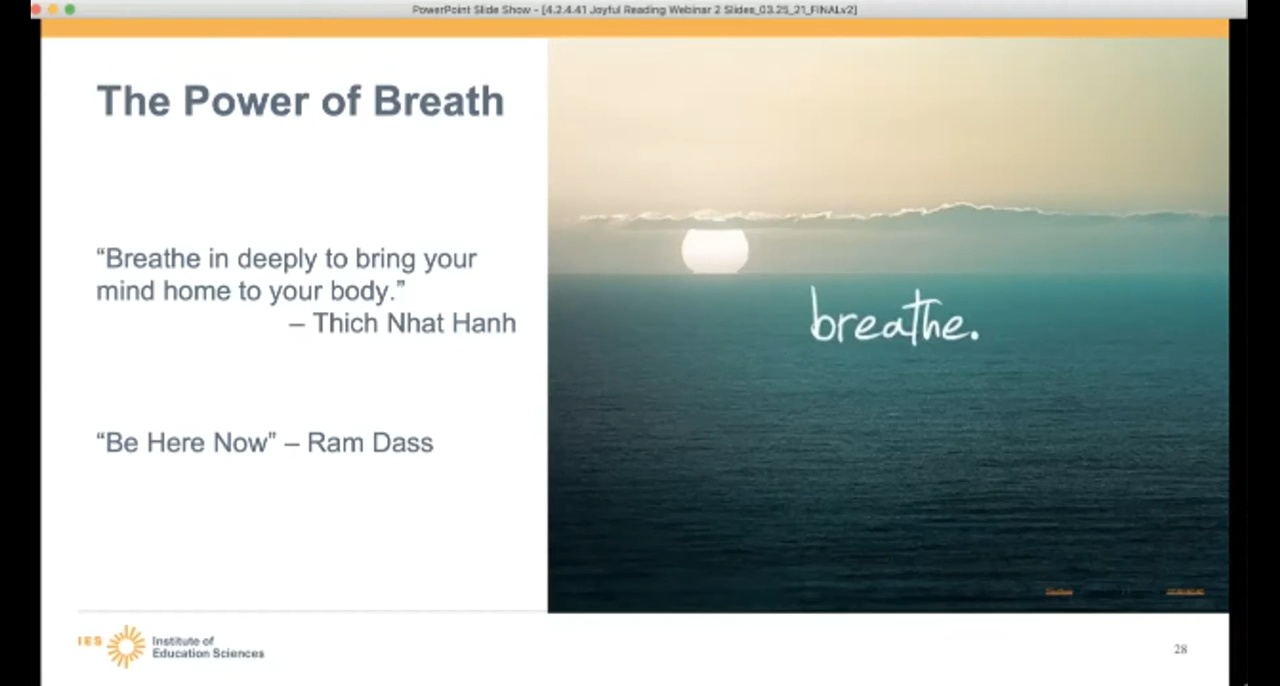 PowerPoint Slide Show - [4.2.4.41 Joyful Reading Webinar 2 Slides_03.25_21_FINALv2]
The Power of Breath
“Breathe in deeply to bring your
mind home to your body.”
– Thich Nhat Hanh
“Be Here Now” – Ram Dass
breathe.
IES
Institute of
Education Sciences
28